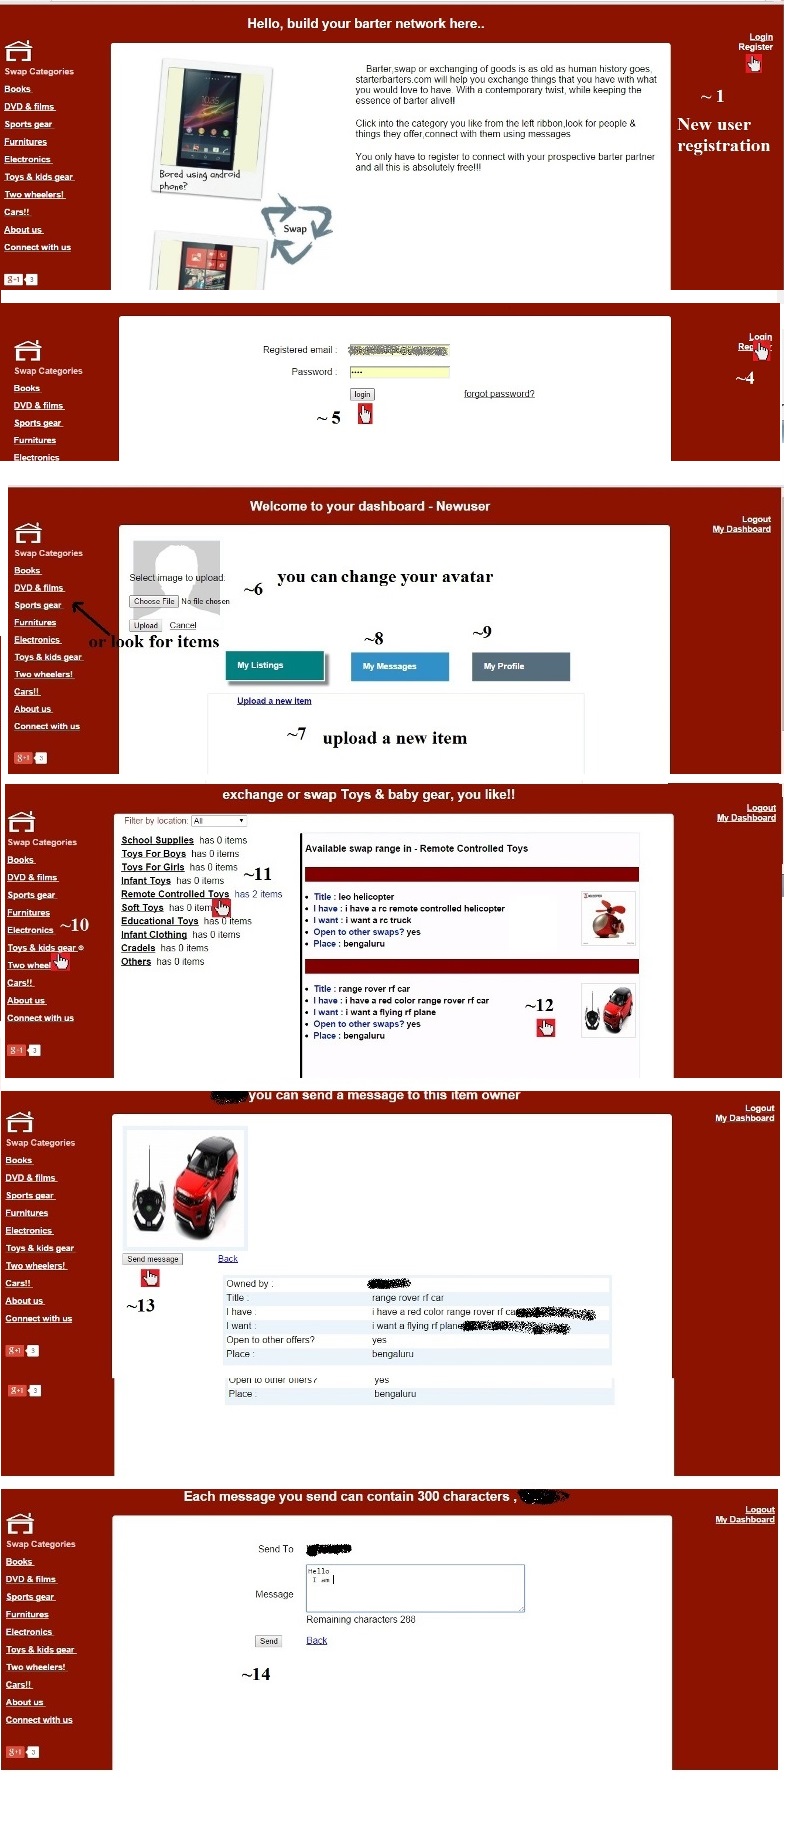 Hello, build your barter network here..
Login
Register
~ 1
New user
registration
Swap Categories
Books
DVD & films
Sports gear
Furnitures
Electronics
Toys & kids gear
Two wheelers!
Cars!!
About us
Connect with us
g+1 3
Bored using android
phone?
Swap
Barter,swap or exchanging of goods is as old as human history goes,
starterbarters.com will help you exchange things that you have with what
you would love to have. With a contemporary twist, while keeping the
essence of barter alive!!
Click into the category you like from the left ribbon,look for people &
things they offer,connect with them using messages
You only have to register to connect with your prospective barter partner
and all this is absolutely free!!!
Login
~4
Swap Categories
Books
DVD & films
Sports gear
Furnitures
Electronics
Registered email :
Password :
login
forgot password?
~ 5
Welcome to your dashboard - Newuser
Logout
My Dashboard
Swap Categories
Books
DVD & films
Sports gear
Furnitures
Electronics
Toys & kids gear
Two wheelers!
Cars!!
About us
Connect with us
g+1 3
or look for items
Select image to upload:
Choose File No file chosen
Upload Cancel
~6 you can change your avatar
~8
~9
My Listings
My Messages
My Profile
Upload a new item
~7 upload a new item
exchange or swap Toys & baby gear, you like!!
Logout
My Dashboard
Swap Categories
Books
DVD & films
Sports gear
Furnitures
Electronics
~10
Toys & kids gear
Two wheel
Cars!!
About us
Connect with us
g+1 3
Filter by location: All
School Supplies has 0 items
Toys For Boys has 0 items
Toys For Girls has 0 items
Infant Toys has 0 items
~11
Remote Controlled Toys has 2 items
Soft Toys has 0 item
Educational Toys has 0 items
Infant Clothing has 0 items
Cradels has 0 items
Others has 0 items
Available swap range in - Remote Controlled Toys
Title : leo helicopter
I have : i have a rc remote controlled helicopter
I want : i want a rc truck
Open to other swaps? yes
Place : bengaluru
Title : range rover rf car
I have : i have a red color range rover rf car
I want : i want a flying rf plane
Open to other swaps? yes
Place : bengaluru
~12
you can send a message to this item owner
Logout
My Dashboard
Swap Categories
Books
DVD & films
Sports gear
Furnitures
Electronics
Toys & kids gear
Two wheelers!
Cars!!
About us
Connect with us
g+1 3
g+1 3
Send message
Back
~13
Owned by :
Title : range rover rf car
I have : i have a red color range rover rf ca
I want : i want a flying rf plane
Open to other offers? yes
Place : bengaluru
Open to other offers? yes
Place : bengaluru
Each message you send can contain 300 characters ,
Logout
My Dashboard
Swap Categories
Books
DVD & films
Sports gear
Furnitures
Electronics
Toys & kids gear
Two wheelers!
Cars!!
About us
Connect with us
g+1 3
Send To
Message
Hello
I am
Remaining characters 288
Send
Back
~14